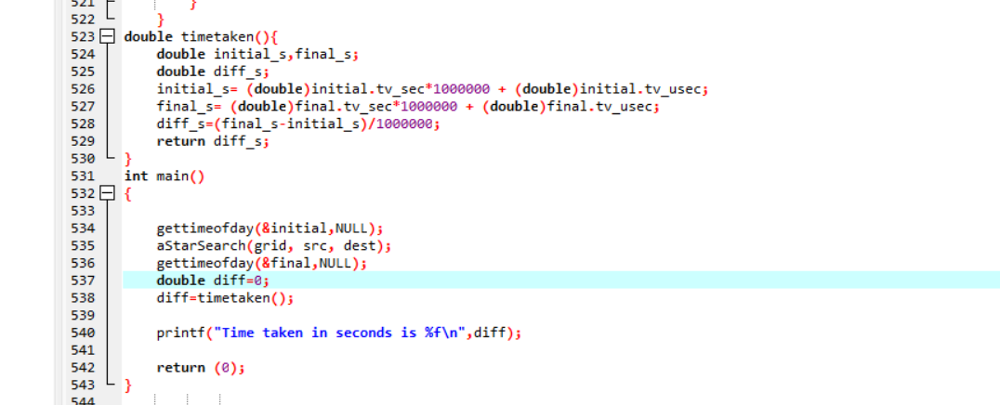 521 }
522 }
523 double timetaken(){
524 double initial_s,final_s;
525 double diff_s;
526 initial_s= (double)initial.tv_sec*1000000 + (double)initial.tv_usec;
527 final_s= (double)final.tv_sec*1000000 + (double)final.tv_usec;
528 diff_s=(final_s-initial_s)/1000000;
529 return diff_s;
530 }
531 int main()
532 {
533
534 gettimeofday(&initial,NULL);
535 aStarSearch(grid, src, dest);
536 gettimeofday(&final,NULL);
537 double diff=0;
538 diff=timetaken();
539
540 printf("Time taken in seconds is %f\n",diff);
541
542 return (0);
543 }
544